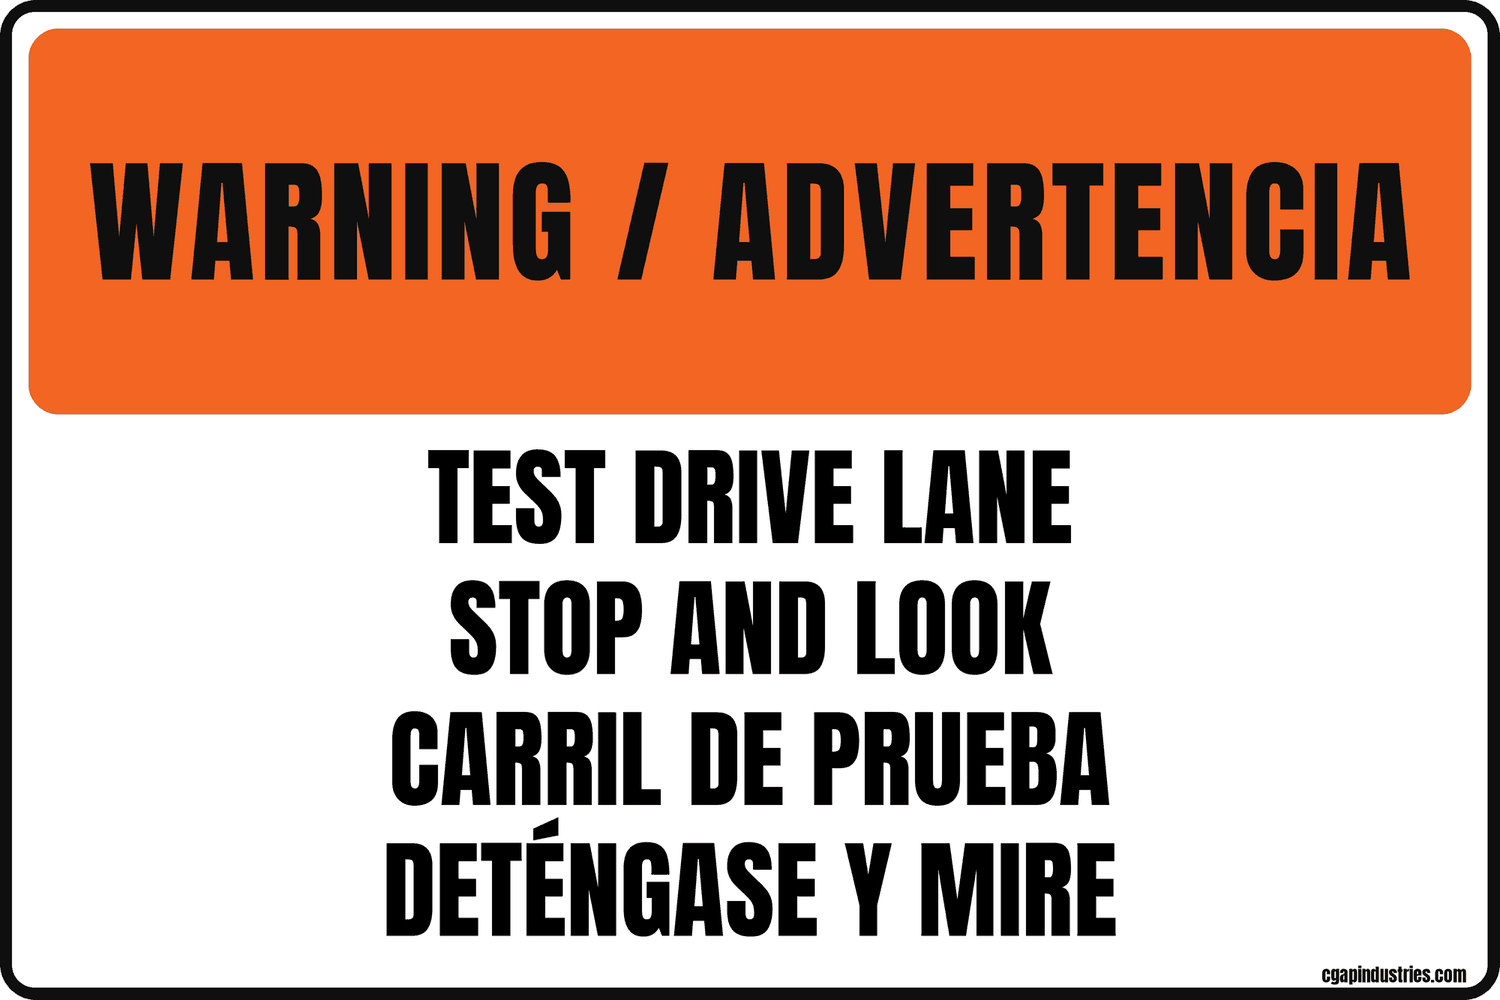 WARNING / ADVERTENCIA
TEST DRIVE LANE
STOP AND LOOK
CARRIL DE PRUEBA
DETÉNGASE Y MIRE
cgapindustries.com